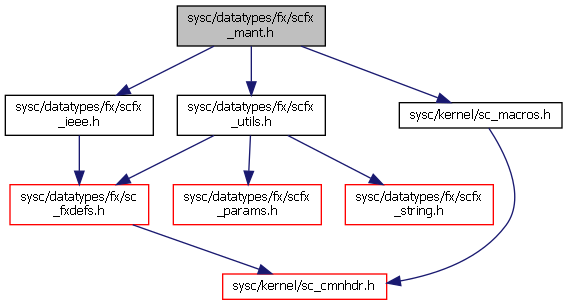 sysc/datatypes/fx/scfx
_mant.h
sysc/datatypes/fx/scfx
_ieee.h
sysc/datatypes/fx/scfx
_utils.h
sysc/kernel/sc_macros.h
sysc/datatypes/fx/sc
_fxdefs.h
sysc/datatypes/fx/scfx
_params.h
sysc/datatypes/fx/scfx
_string.h
sysc/kernel/sc_cmnhdr.h